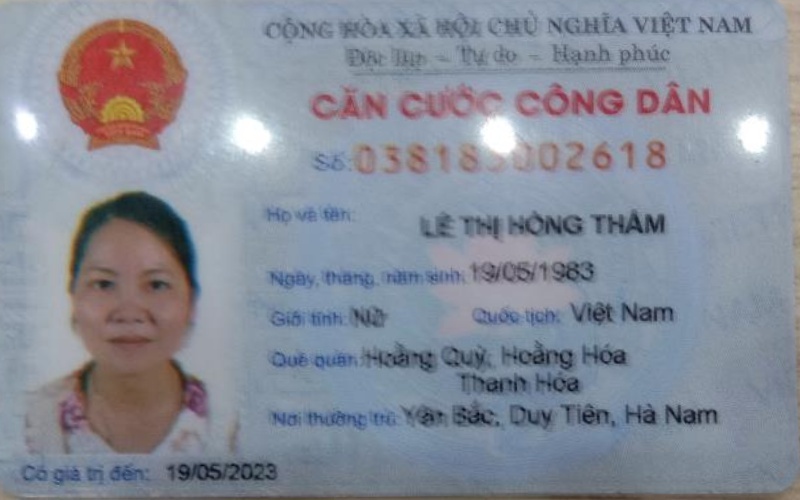 CỘNG HÒA XÃ HỘI CHỦ NGHĨA VIỆT NAM
Độc lập - Tự do - Hạnh phúc
CĂN CƯỚC CÔNG DÂN
Số: 038183002618
Họ và tên: LÊ THỊ HỒNG THẮM
Ngày, tháng, năm sinh: 19/05/1983
Giới tính: Nữ Quốc tịch: Việt Nam
Quê quán: Hoằng Quỳ, Hoằng Hóa
Thanh Hóa
Nơi thường trú: Yên Bắc, Duy Tiên, Hà Nam
Có giá trị đến: 19/05/2023